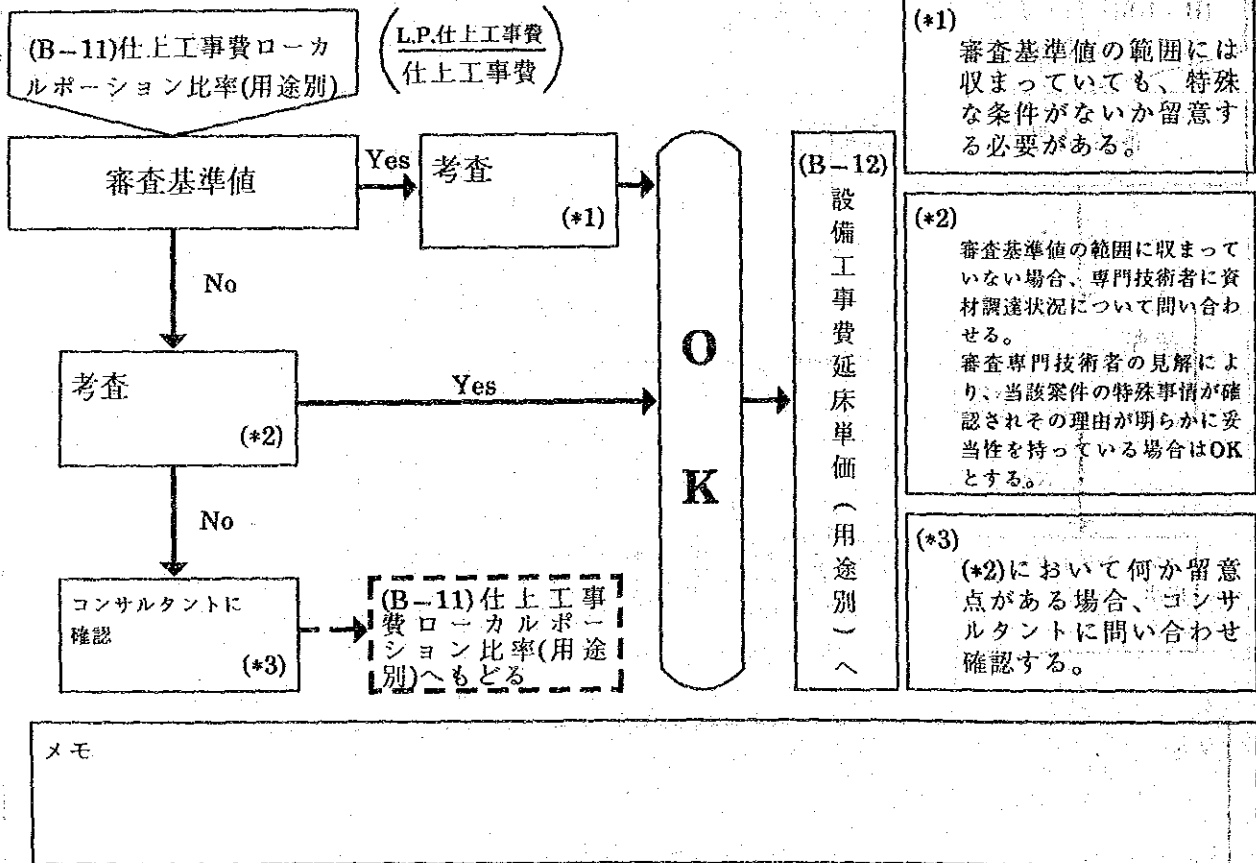 (B-11)仕上工事費ローカ
ルポーション比率(用途別)
L.P.仕上工事費
仕上工事費
審査基準値
Yes
考査
(*1)
No
考査
(*2)
Yes
No
コンサルタントに
確認
(*3)
(B-11)仕上工事
費ローカルポー
ション比率(用途
別)へもどる
OK
(B-12)
設備工事費延床単価(用途別)へ
(*1)
審査基準値の範囲には
収まっていても、特殊
な条件がないか留意す
る必要がある。
(*2)
審査基準値の範囲に収まって
いない場合、専門技術者に資
材調達状況について問い合わ
せる。
審査専門技術者の見解によ
り、当該案件の特殊事情が確
認されその理由が明らかに妥
当性を持っている場合はOK
とする。
(*3)
(*2)において何か留意
点がある場合、コンサ
ルタントに問い合わせ
確認する。
メモ